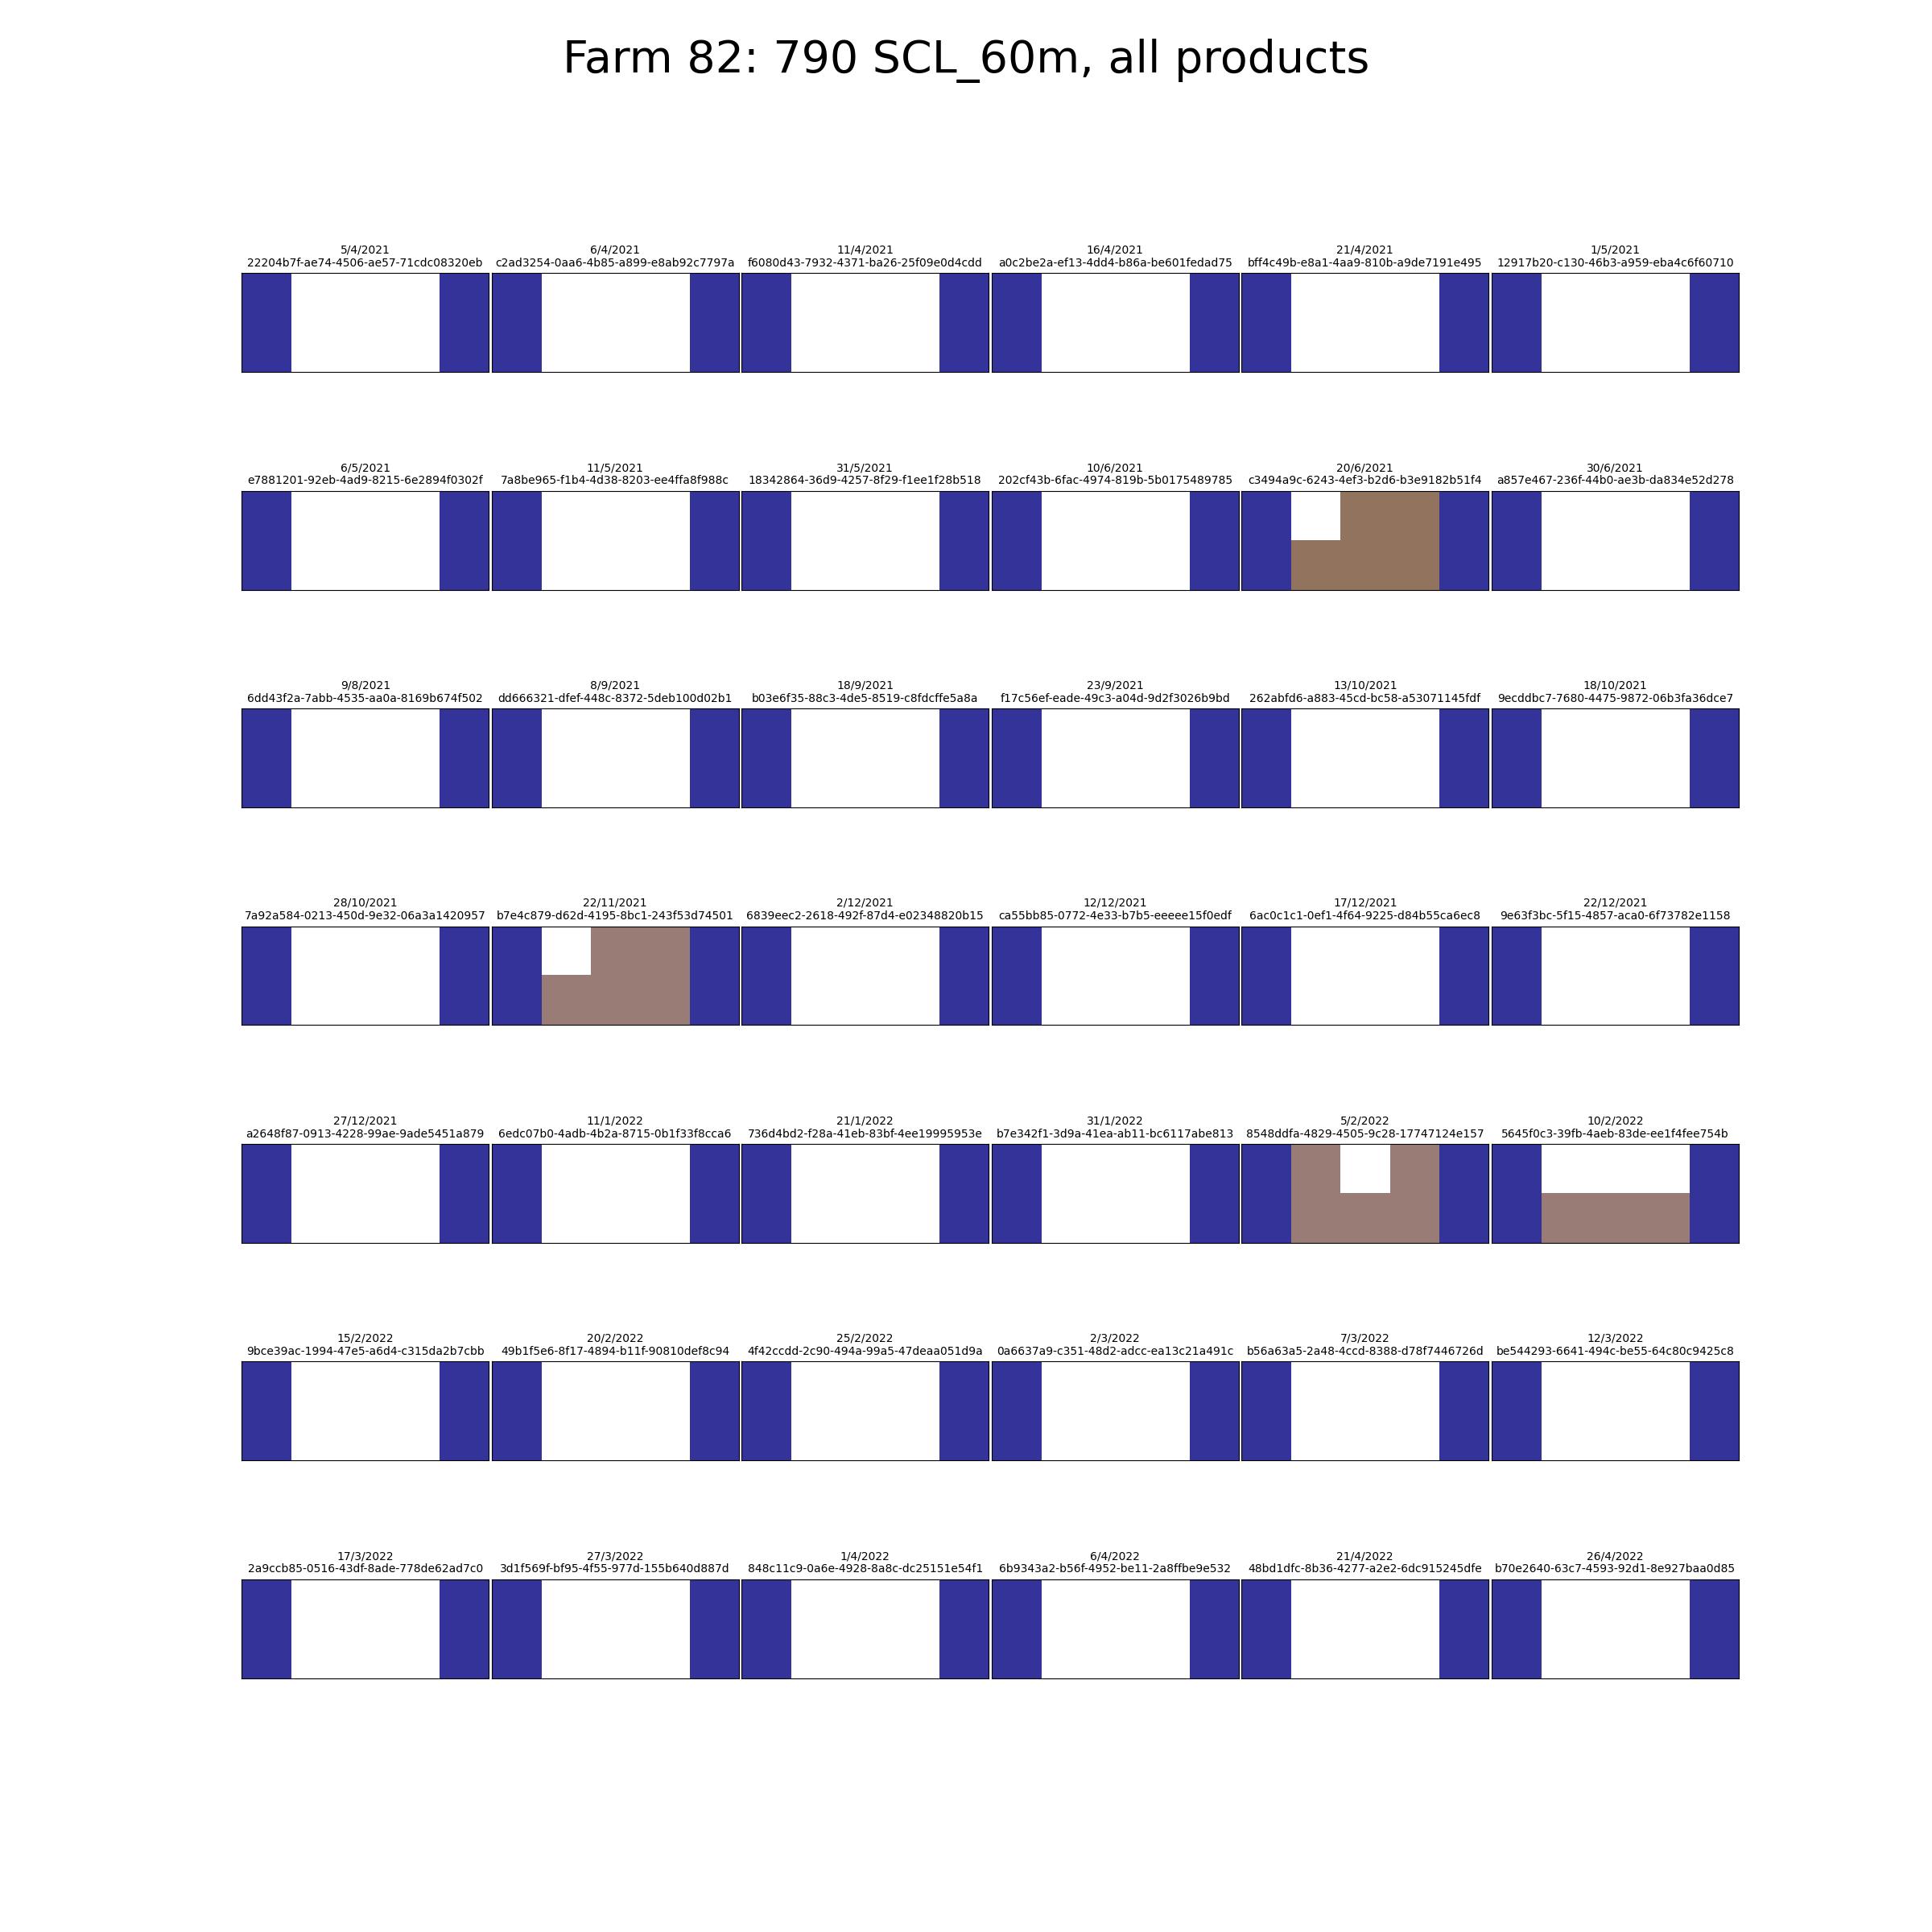 Farm 82: 790 SCL_60m, all products
5/4/2021
22204b7f-ae74-4506-ae57-71cdc08320eb
6/4/2021
c2ad3254-0aa6-4b85-a899-e8ab92c7797a
11/4/2021
f6080d43-7932-4371-ba26-25f09e0d4cdd
16/4/2021
a0c2be2a-ef13-4dd4-b86a-be601fedad75
21/4/2021
bff4c49b-e8a1-4aa9-810b-a9de7191e495
1/5/2021
12917b20-c130-46b3-a959-eba4c6f60710
6/5/2021
e7881201-92eb-4ad9-8215-6e2894f0302f
11/5/2021
7a8be965-f1b4-4d38-8203-ee4ffa8f988c
31/5/2021
18342864-36d9-4257-8f29-f1ee1f28b518
10/6/2021
202cf43b-6fac-4974-819b-5b0175489785
20/6/2021
c3494a9c-6243-4ef3-b2d6-b3e9182b51f4
30/6/2021
a857e467-236f-44b0-ae3b-da834e52d278
9/8/2021
6dd43f2a-7abb-4535-aa0a-8169b674f502
8/9/2021
dd666321-dfef-448c-8372-5deb100d02b1
18/9/2021
b03e6f35-88c3-4de5-8519-c8fdcffe5a8a
23/9/2021
f17c56ef-eade-49c3-a04d-9d2f3026b9bd
13/10/2021
262abfd6-a883-45cd-bc58-a53071145fdf
18/10/2021
9ecddbc7-7680-4475-9872-06b3fa36dce7
28/10/2021
7a92a584-0213-450d-9e32-06a3a1420957
22/11/2021
b7e4c879-d62d-4195-8bc1-243f53d74501
2/12/2021
6839eec2-2618-492f-87d4-e02348820b15
12/12/2021
ca55bb85-0772-4e33-b7b5-eeeee15f0edf
17/12/2021
6ac0c1c1-0ef1-4f64-9225-d84b55ca6ec8
22/12/2021
9e63f3bc-5f15-4857-aca0-6f73782e1158
27/12/2021
a2648f87-0913-4228-99ae-9ade5451a879
11/1/2022
6edc07b0-4adb-4b2a-8715-0b1f33f8cca6
21/1/2022
736d4bd2-f28a-41eb-83bf-4ee19995953e
31/1/2022
b7e342f1-3d9a-41ea-ab11-bc6117abe813
5/2/2022
8548ddfa-4829-4505-9c28-17747124e157
10/2/2022
5645f0c3-39fb-4aeb-83de-ee1f4fee754b
15/2/2022
9bce39ac-1994-47e5-a6d4-c315da2b7cbb
20/2/2022
49b1f5e6-8f17-4894-b11f-90810def8c94
25/2/2022
4f42ccdd-2c90-494a-99a5-47deaa051d9a
2/3/2022
0a6637a9-c351-48d2-adcc-ea13c21a491c
7/3/2022
b56a63a5-2a48-4ccd-8388-d78f7446726d
12/3/2022
be544293-6641-494c-be55-64c80c9425c8
17/3/2022
2a9ccb85-0516-43df-8ade-778de62ad7c0
27/3/2022
3d1f569f-bf95-4f55-977d-155b640d887d
1/4/2022
848c11c9-0a6e-4928-8a8c-dc25151e54f1
6/4/2022
6b9343a2-b56f-4952-be11-2a8ffbe9e532
21/4/2022
48bd1dfc-8b36-4277-a2e2-6dc915245dfe
26/4/2022
b70e2640-63c7-4593-92d1-8e927baa0d85